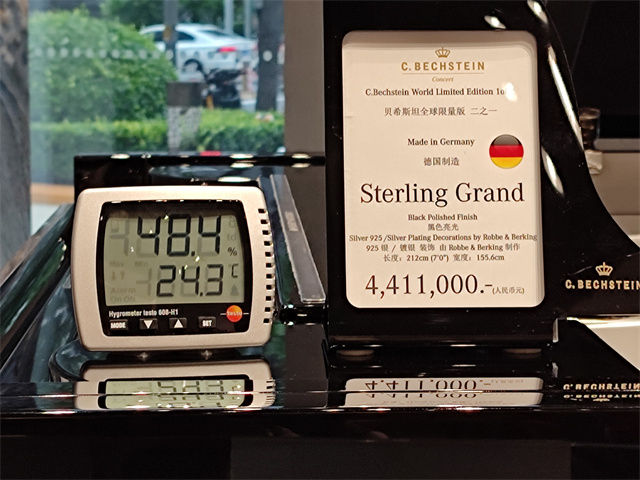 48.4 %
24.3 °C
Hygrometer testo 608-H1
testo
MODE ▼ ▲ SET
C. BECHSTEIN
Concert
C.Bechstein World Limited Edition 1o
贝希斯坦全球限量版 二之一
Made in Germany
德国制造
Sterling Grand
Black Polished Finish
黑色亮光
Silver 925 /Silver Plating Decorations by Robbe & Berking
925 银 / 镀银 装饰 由 Robbe & Berking 制作
长度: 212cm (7'0") 宽度: 155.6cm
4,411,000.-(人民币元)
C. BECHSTEIN